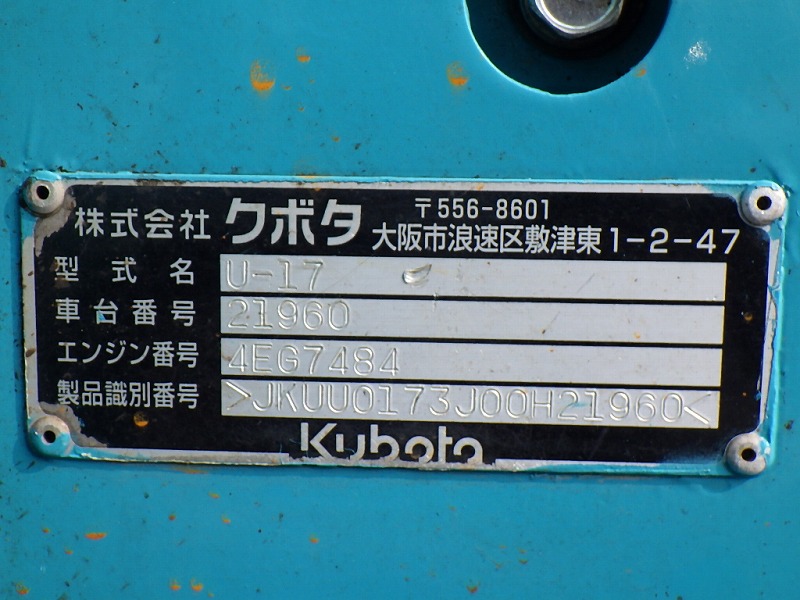 〒556-8601
株式会社 クボタ 大阪市浪速区敷津東1-2-47
型式名 U-17
車台番号 21960
エンジン番号 4EG7484
製品識別番号 >JKUU0173J00H21960<
Kubota